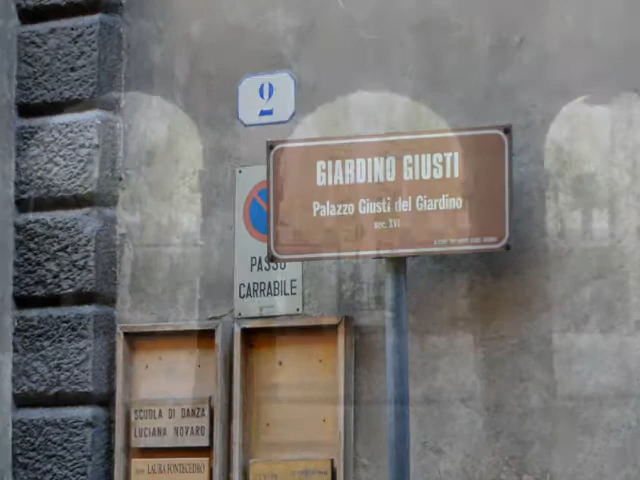 2
GIARDINO GIUSTI
Palazzo Giusti del Giardino
sec. XVI
PASSO
CARRABILE
SCUOLA DI DANZA
LUCIANA NOVARO
LAURA FONTECEDRO